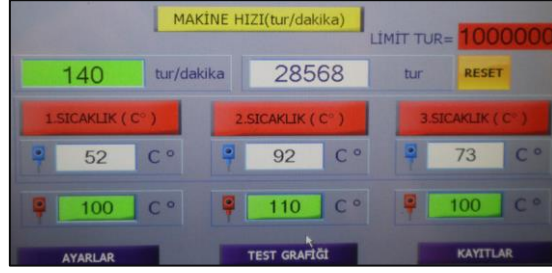 MAKİNE HIZI(tur/dakika)
LİMİT TUR= 1000000
140 tur/dakika 28568 tur RESET
1.SICAKLIK ( C° ) 2.SICAKLIK ( C° ) 3.SICAKLIK ( C° )
52 C ° 92 C ° 73 C °
100 C ° 110 C ° 100 C °
AYARLAR TEST GRAFİĞİ KAYITLAR